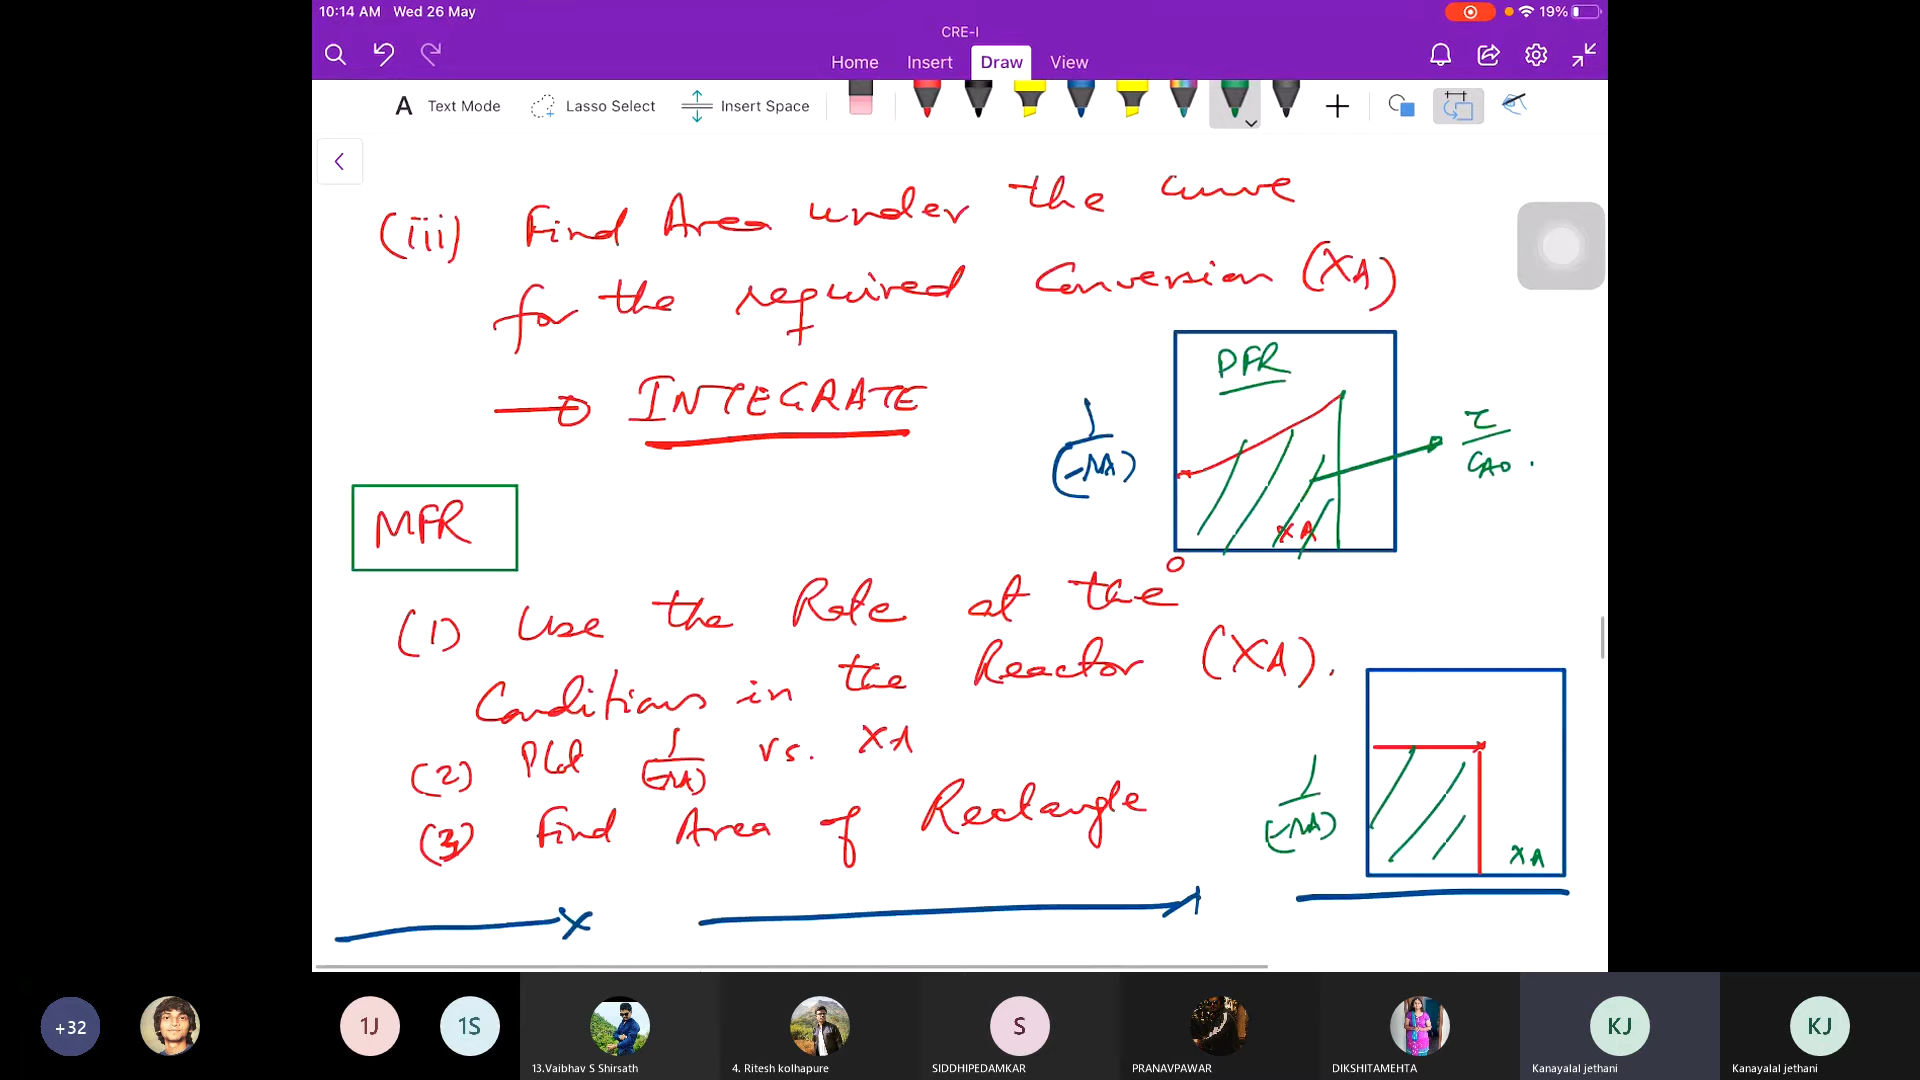 10:14 AM Wed 26 May
19%
CRE-I
Home Insert Draw View
A Text Mode Lasso Select Insert Space
(iii) Find Area under the curve
for the required Conversion (XA)
→ INTEGRATE
PFR
1/(-rA)
τ/CA0.
XA
0
MFR
(1) Use the Rate at the
Conditions in the Reactor (XA).
(2) Plot 1/(-rA) vs. XA
(3) Find Area of Rectangle
1/(-rA)
XA
+32
1J
1S
S
KJ
KJ
13.Vaibhav S Shirsath
4. Ritesh kolhapure
SIDDHIPEDAMKAR
PRANAVPAWAR
DIKSHITAMEHTA
Kanayalal jethani
Kanayalal jethani